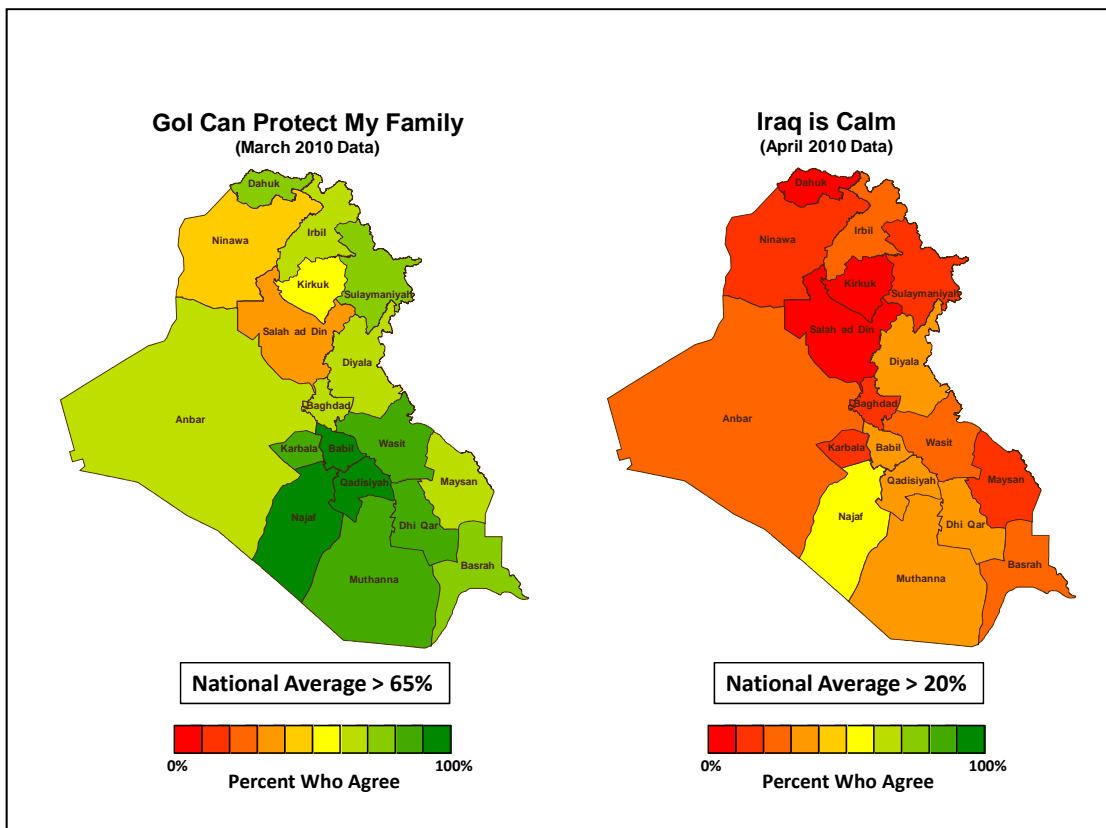 GoI Can Protect My Family
(March 2010 Data)
Dahuk
Ninawa
Irbil
Kirkuk
Sulaymaniyah
Salah ad Din
Diyala
Anbar
Baghdad
Karbala
Babil
Wasit
Qadisiyah
Maysan
Najaf
Dhi Qar
Basrah
Muthanna
National Average > 65%
0%
100%
Percent Who Agree
Iraq is Calm
(April 2010 Data)
Dahuk
Ninawa
Irbil
Kirkuk
Sulaymaniyah
Salah ad Din
Diyala
Anbar
Baghdad
Karbala
Babil
Wasit
Qadisiyah
Maysan
Najaf
Dhi Qar
Basrah
Muthanna
National Average > 20%
0%
100%
Percent Who Agree